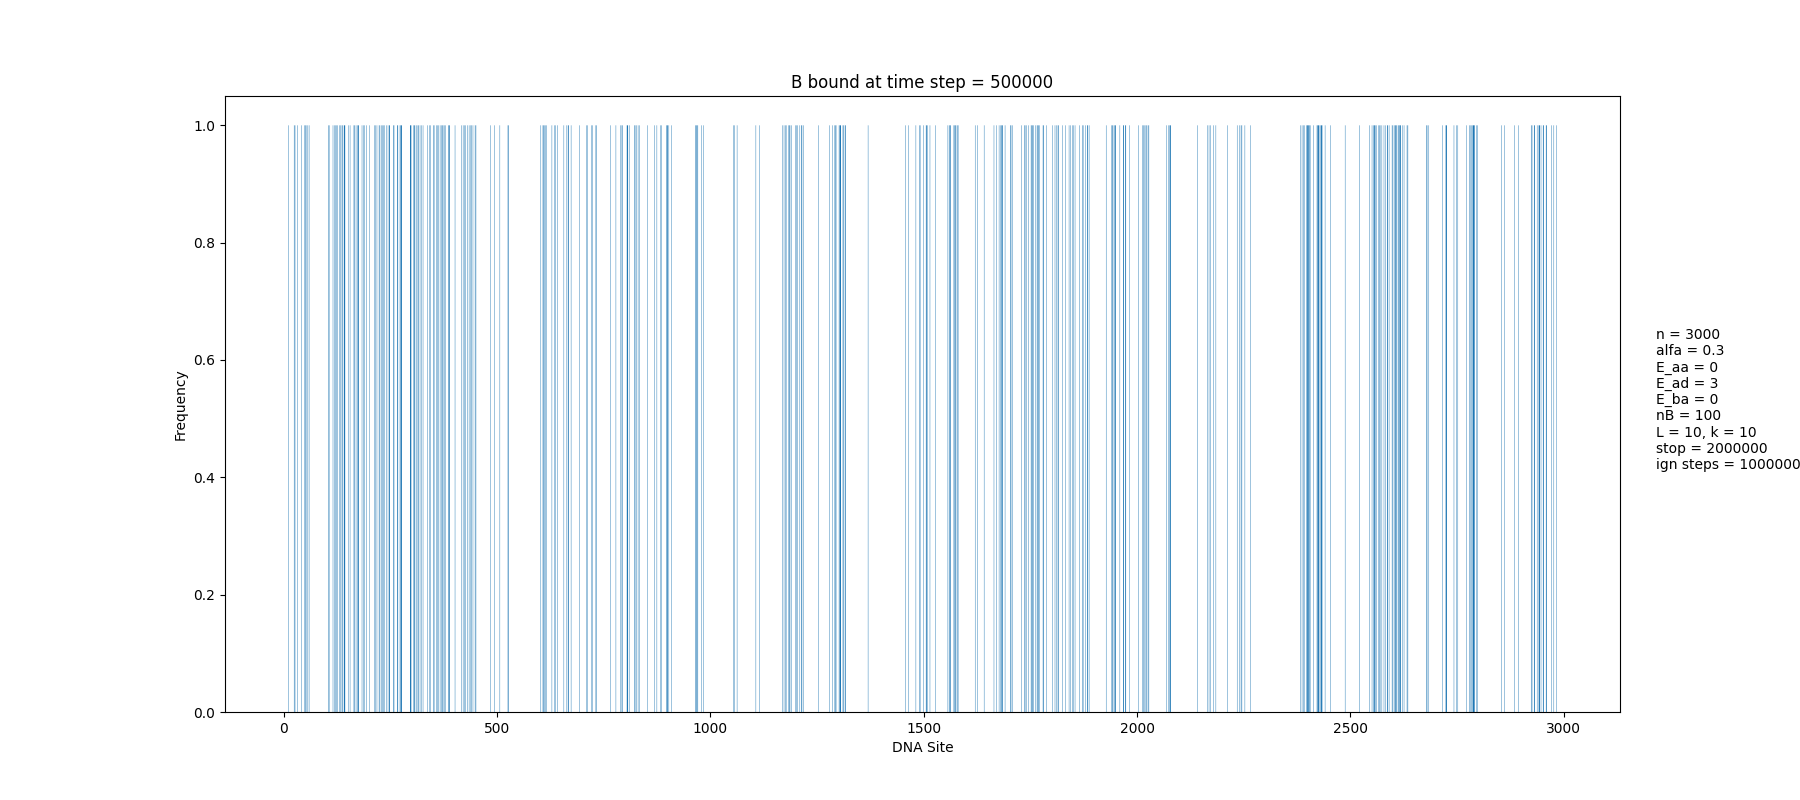 B bound at time step = 500000
1.0
0.8
0.6
0.4
0.2
0.0
Frequency
0 500 1000 1500 2000 2500 3000
DNA Site
n = 3000
alfa = 0.3
E_aa = 0
E_ad = 3
E_ba = 0
nB = 100
L = 10, k = 10
stop = 2000000
ign steps = 1000000